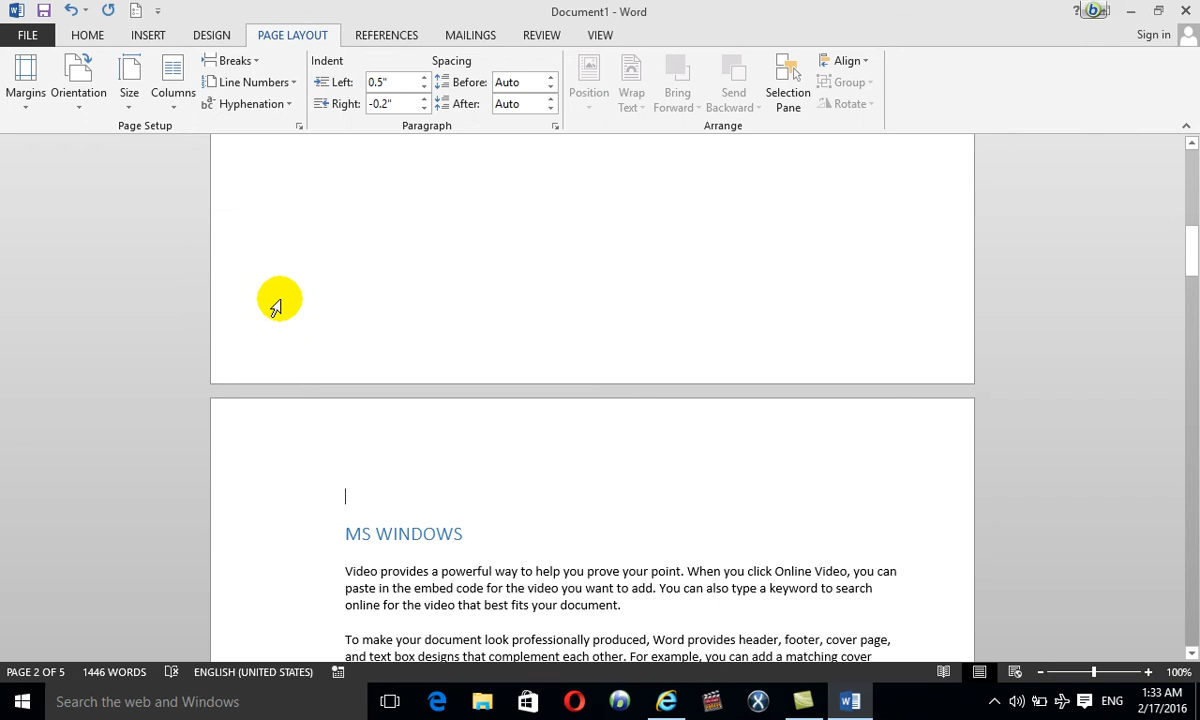 Document1 - Word
?
FILE HOME INSERT DESIGN PAGE LAYOUT REFERENCES MAILINGS REVIEW VIEW Sign in
Margins Orientation Size Columns
Breaks
Line Numbers
Hyphenation
Page Setup
Indent Spacing
Left: 0.5" Before: Auto
Right: -0.2" After: Auto
Paragraph
Position Wrap Text Bring Forward Send Backward Selection Pane
Align
Group
Rotate
Arrange
MS WINDOWS
Video provides a powerful way to help you prove your point. When you click Online Video, you can
paste in the embed code for the video you want to add. You can also type a keyword to search
online for the video that best fits your document.
To make your document look professionally produced, Word provides header, footer, cover page,
and text box designs that complement each other. For example, you can add a matching cover
PAGE 2 OF 5 1446 WORDS ENGLISH (UNITED STATES) 100%
Search the web and Windows
ENG
1:33 AM
2/17/2016